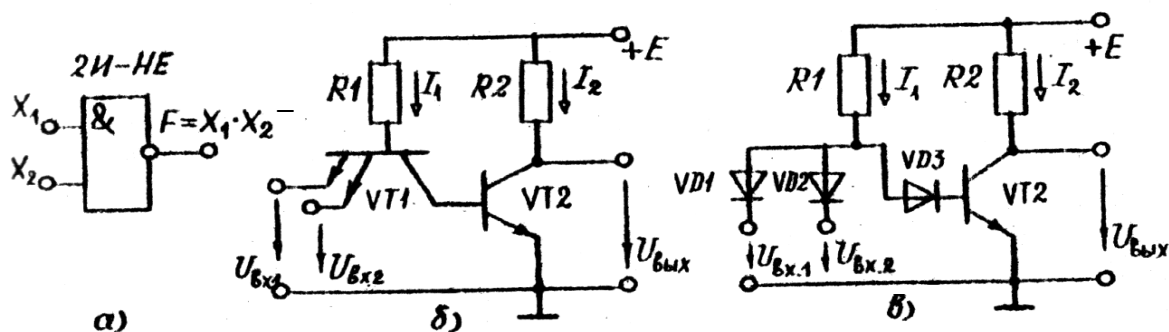 2И-НЕ
X₁
X₂
&
F=X₁·X₂
а)
+E
R1
I₁
R2
I₂
VT1
VT2
Uвх1
Uвх2
Uвых
б)
+E
R1
I₁
R2
I₂
VD1
VD2
VD3
VT2
Uвх.1
Uвх.2
Uвых
в)